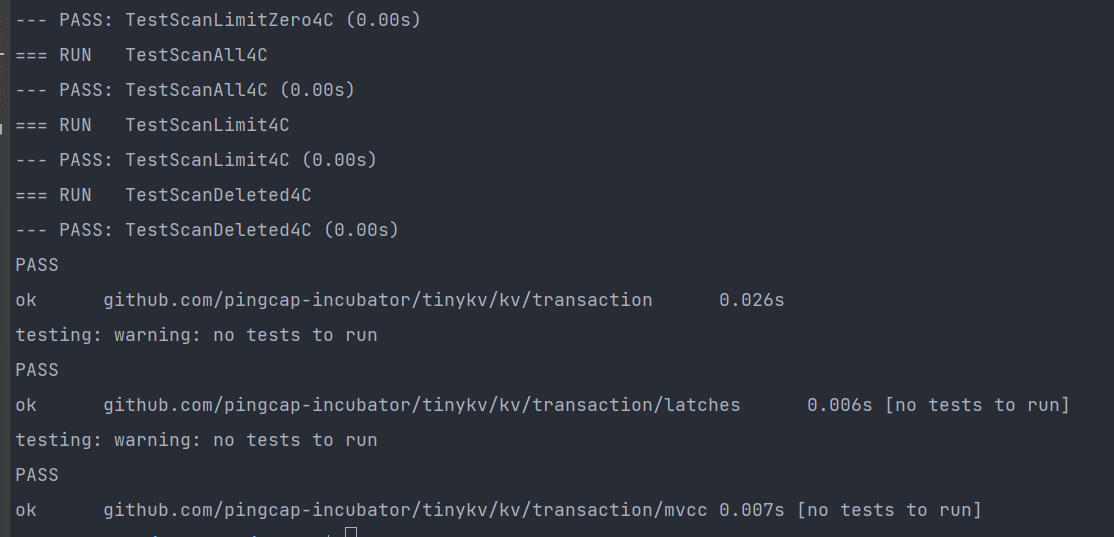 --- PASS: TestScanLimitZero4C (0.00s)
=== RUN   TestScanAll4C
--- PASS: TestScanAll4C (0.00s)
=== RUN   TestScanLimit4C
--- PASS: TestScanLimit4C (0.00s)
=== RUN   TestScanDeleted4C
--- PASS: TestScanDeleted4C (0.00s)
PASS
ok      github.com/pingcap-incubator/tinykv/kv/transaction      0.026s
testing: warning: no tests to run
PASS
ok      github.com/pingcap-incubator/tinykv/kv/transaction/latches      0.006s [no tests to run]
testing: warning: no tests to run
PASS
ok      github.com/pingcap-incubator/tinykv/kv/transaction/mvcc 0.007s [no tests to run]